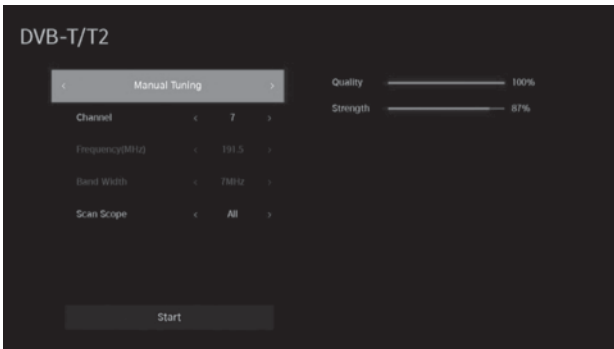 DVB-T/T2
< Manual Tuning >
Quality 100%
Strength 87%
Channel < 7 >
Frequency(MHz) < 191.5 >
Band Width < 7MHz >
Scan Scope < All >
Start